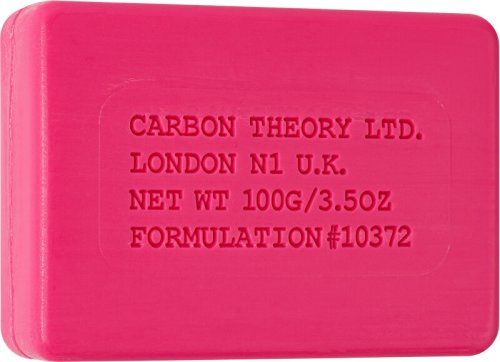 CARBON THEORY LTD.
LONDON N1 U.K.
NET WT 100G/3.5OZ
FORMULATION#10372